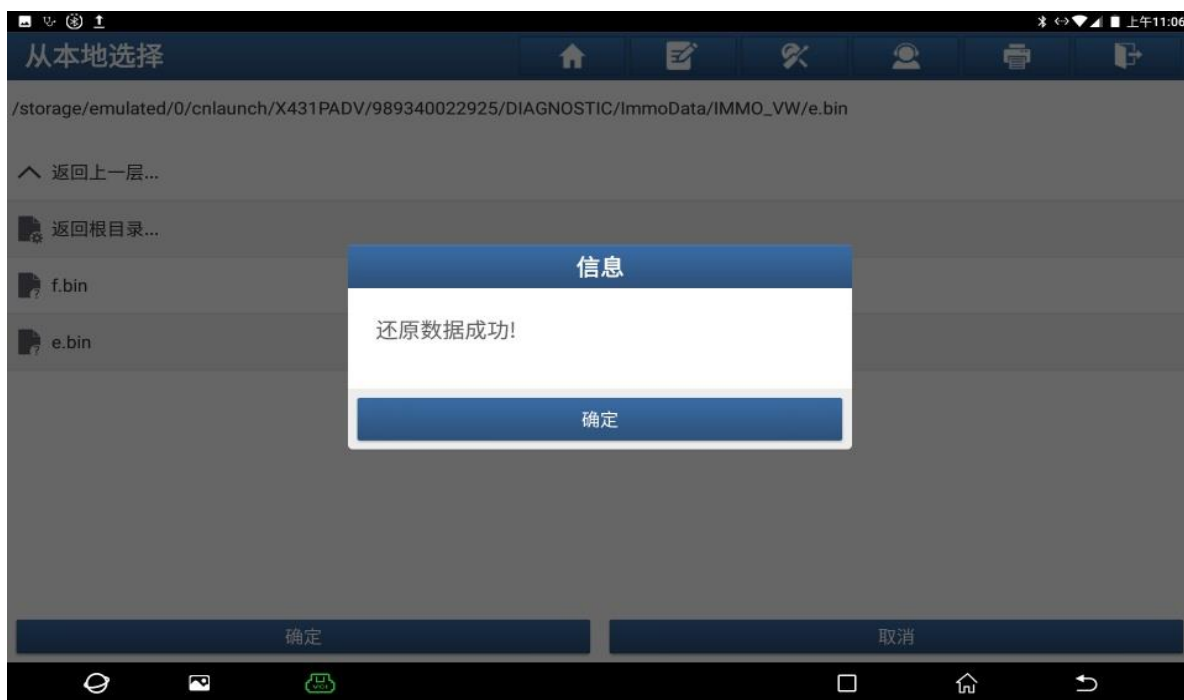 上午11:06
从本地选择
/storage/emulated/0/cnlaunch/X431PADV/989340022925/DIAGNOSTIC/ImmoData/IMMO_VW/e.bin
返回上一层...
返回根目录...
f.bin
e.bin
信息
还原数据成功!
确定
确定
取消